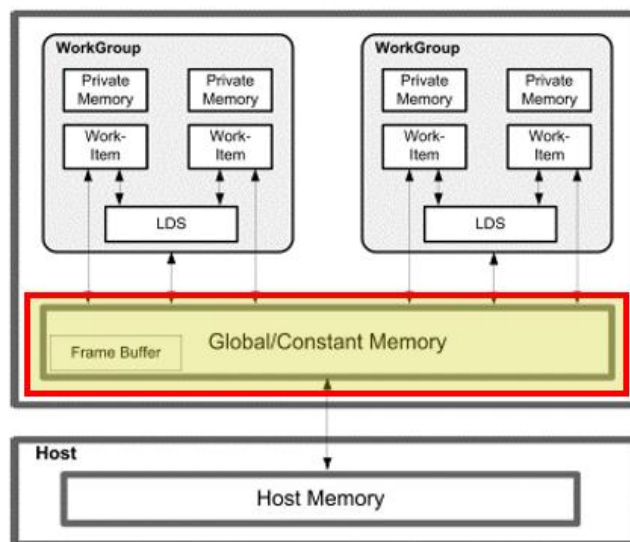 WorkGroup
Private
Memory
Private
Memory
Work-
Item
Work-
Item
LDS
WorkGroup
Private
Memory
Private
Memory
Work-
Item
Work-
Item
LDS
Global/Constant Memory
Frame Buffer
Host
Host Memory